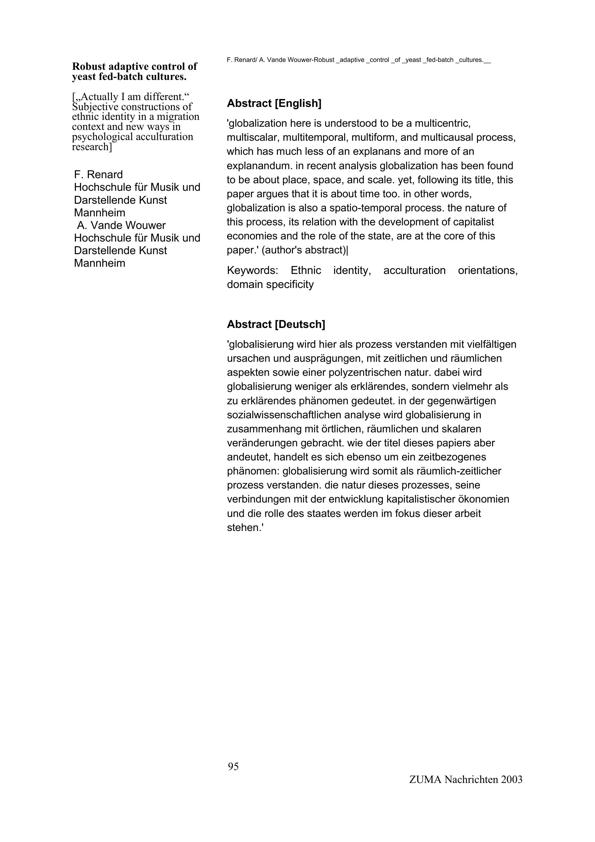 F. Renard/ A. Vande Wouwer-Robust _adaptive _control _of _yeast _fed-batch _cultures.__
Robust adaptive control of
yeast fed-batch cultures.
[„Actually I am different.“
Subjective constructions of
ethnic identity in a migration
context and new ways in
psychological acculturation
research]
F. Renard
Hochschule für Musik und
Darstellende Kunst
Mannheim
A. Vande Wouwer
Hochschule für Musik und
Darstellende Kunst
Mannheim
Abstract [English]
'globalization here is understood to be a multicentric,
multiscalar, multitemporal, multiform, and multicausal process,
which has much less of an explanans and more of an
explanandum. in recent analysis globalization has been found
to be about place, space, and scale. yet, following its title, this
paper argues that it is about time too. in other words,
globalization is also a spatio-temporal process. the nature of
this process, its relation with the development of capitalist
economies and the role of the state, are at the core of this
paper.' (author's abstract)|
Keywords: Ethnic identity, acculturation orientations,
domain specificity
Abstract [Deutsch]
'globalisierung wird hier als prozess verstanden mit vielfältigen
ursachen und ausprägungen, mit zeitlichen und räumlichen
aspekten sowie einer polyzentrischen natur. dabei wird
globalisierung weniger als erklärendes, sondern vielmehr als
zu erklärendes phänomen gedeutet. in der gegenwärtigen
sozialwissenschaftlichen analyse wird globalisierung in
zusammenhang mit örtlichen, räumlichen und skalaren
veränderungen gebracht. wie der titel dieses papiers aber
andeutet, handelt es sich ebenso um ein zeitbezogenes
phänomen: globalisierung wird somit als räumlich-zeitlicher
prozess verstanden. die natur dieses prozesses, seine
verbindungen mit der entwicklung kapitalistischer ökonomien
und die rolle des staates werden im fokus dieser arbeit
stehen.'
95
ZUMA Nachrichten 2003